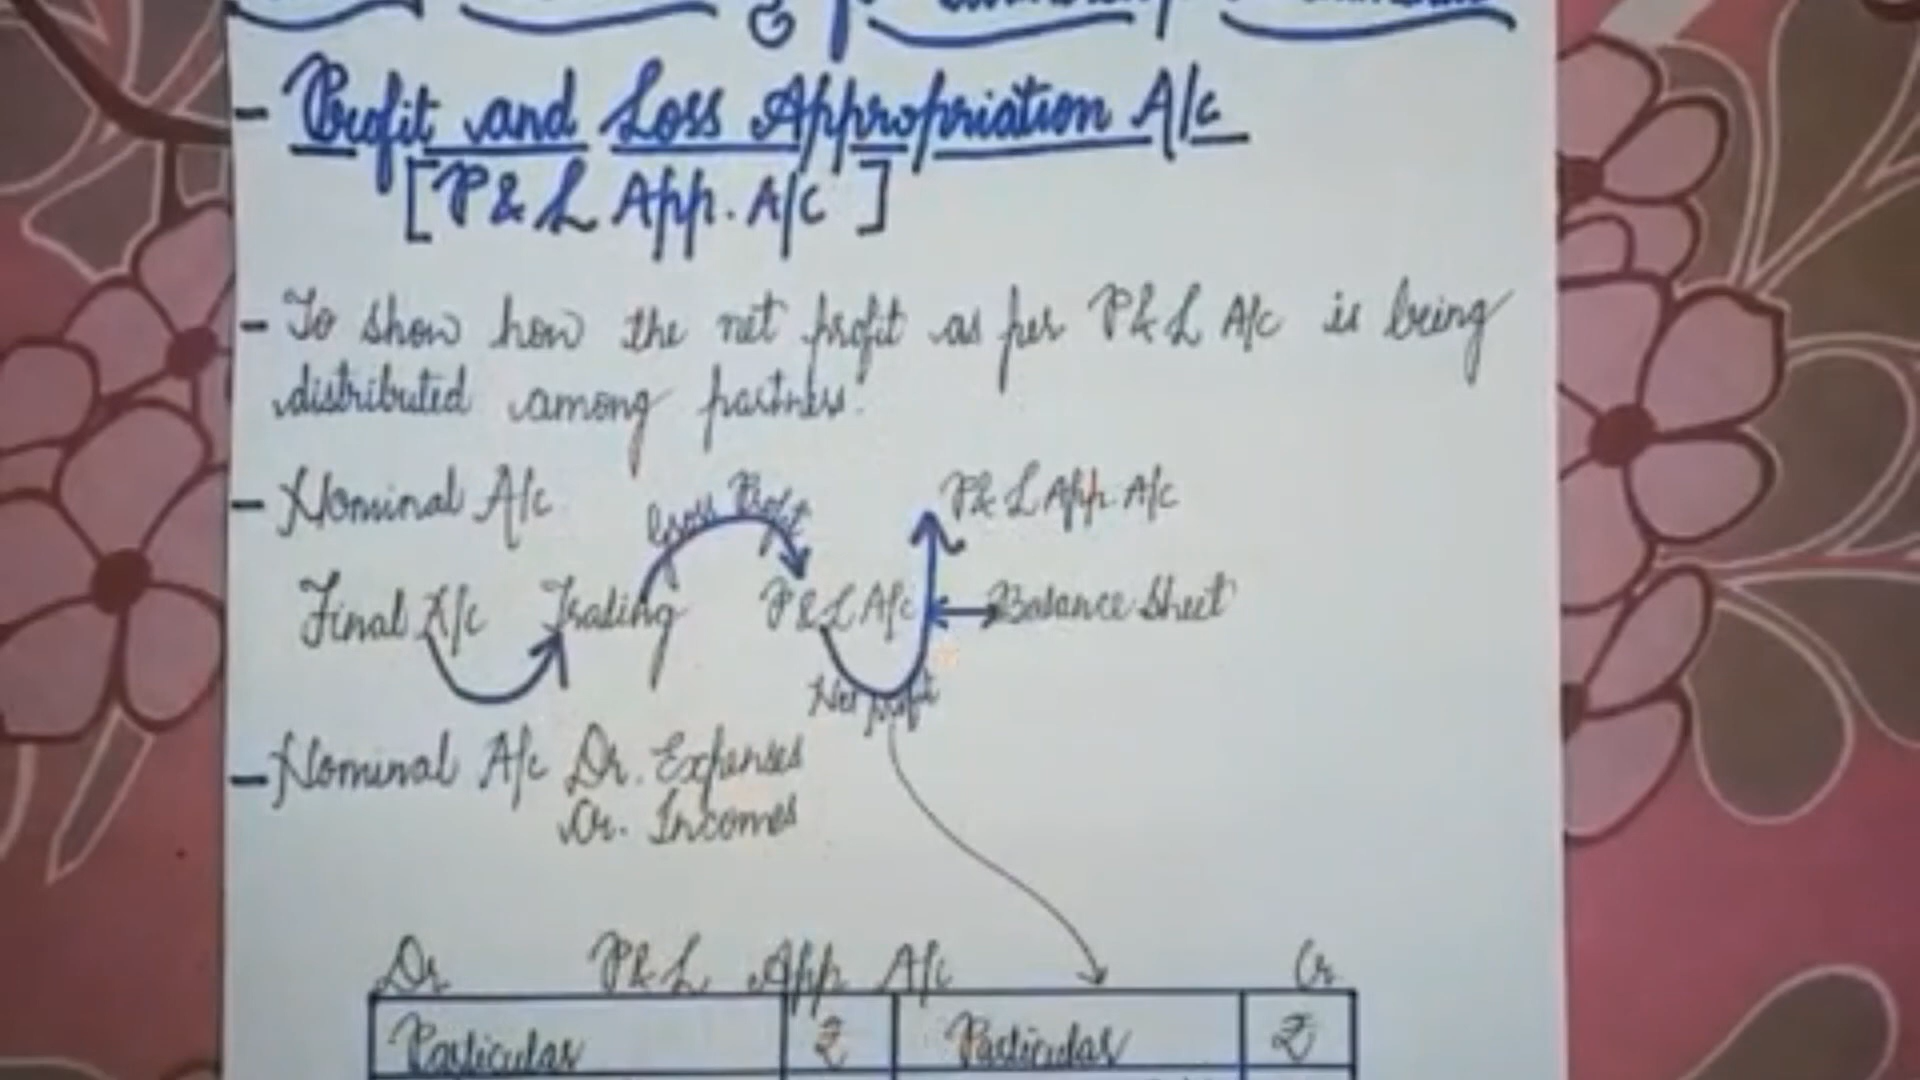 - Profit and Loss Appropriation A/c
[P & L App. A/c]
- To show how the net profit as per P & L A/c is being
distributed among partners.
- Nominal A/c
Gross Profit
P & L App. A/c
Final A/c Trading P & L A/c Balance Sheet
Net profit
- Nominal A/c Dr. Expenses
Cr. Incomes
Dr P & L App A/c Cr
Particulars ₹ Particulars ₹